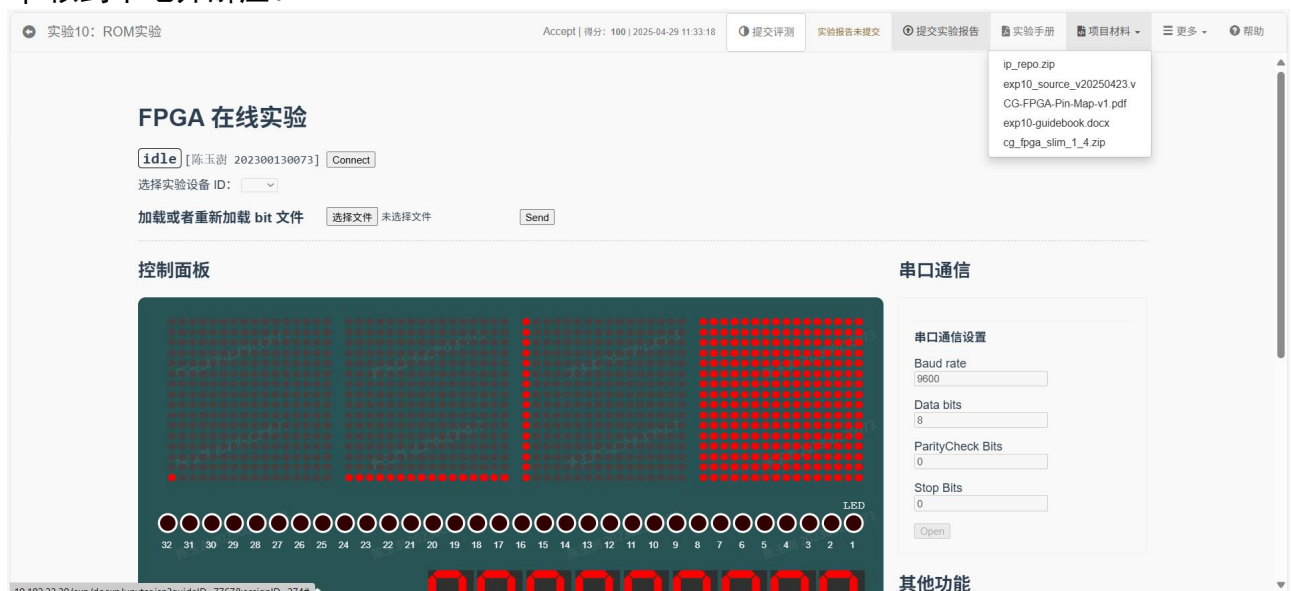 实验10：ROM实验
Accept | 得分：100 | 2025-04-29 11:33:18
提交评测
实验报告未提交
提交实验报告
实验手册
项目材料
更多
帮助
ip_repo.zip
exp10_source_v20250423.v
CG-FPGA-Pin-Map-v1.pdf
exp10-guidebook.docx
cg_fpga_slim_1_4.zip
FPGA 在线实验
idle [陈玉澍 202300130073] Connect
选择实验设备 ID：
加载或者重新加载 bit 文件 选择文件 未选择文件 Send
控制面板
串口通信
串口通信设置
Baud rate
9600
Data bits
8
ParityCheck Bits
0
Stop Bits
0
Open
LED
32 31 30 29 28 27 26 25 24 23 22 21 20 19 18 17 16 15 14 13 12 11 10 9 8 7 6 5 4 3 2 1
其他功能